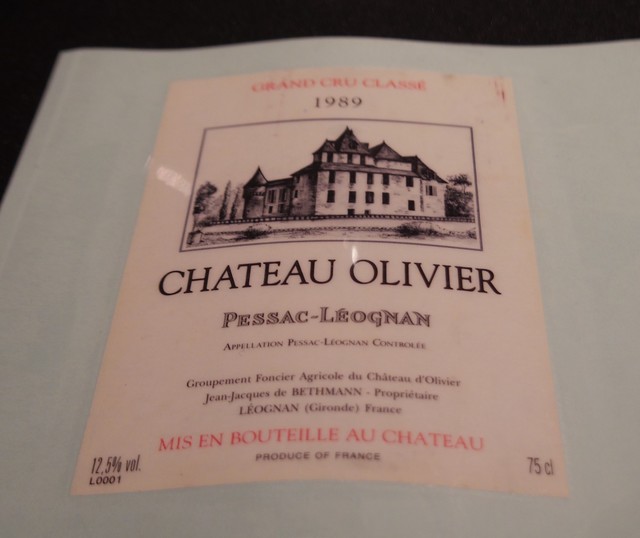 GRAND CRU CLASSÉ
1989
CHATEAU OLIVIER
PESSAC-LÉOGNAN
APPELLATION PESSAC-LÉOGNAN CONTROLÉE
Groupement Foncier Agricole du Château d'Olivier
Jean-Jacques de BETHMANN - Propriétaire
LÉOGNAN (Gironde) France
MIS EN BOUTEILLE AU CHATEAU
PRODUCE OF FRANCE
12,5% vol. 75 cl
L0001